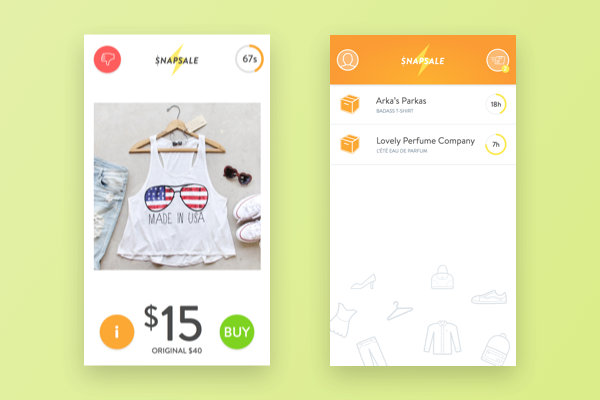 $NAPSALE
67s
MADE IN USA
$15
ORIGINAL $40
i
BUY
$NAPSALE
Arka's Parkas
BADASS T-SHIRT
18h
Lovely Perfume Company
L'ÉTÉ EAU DE PARFUM
7h